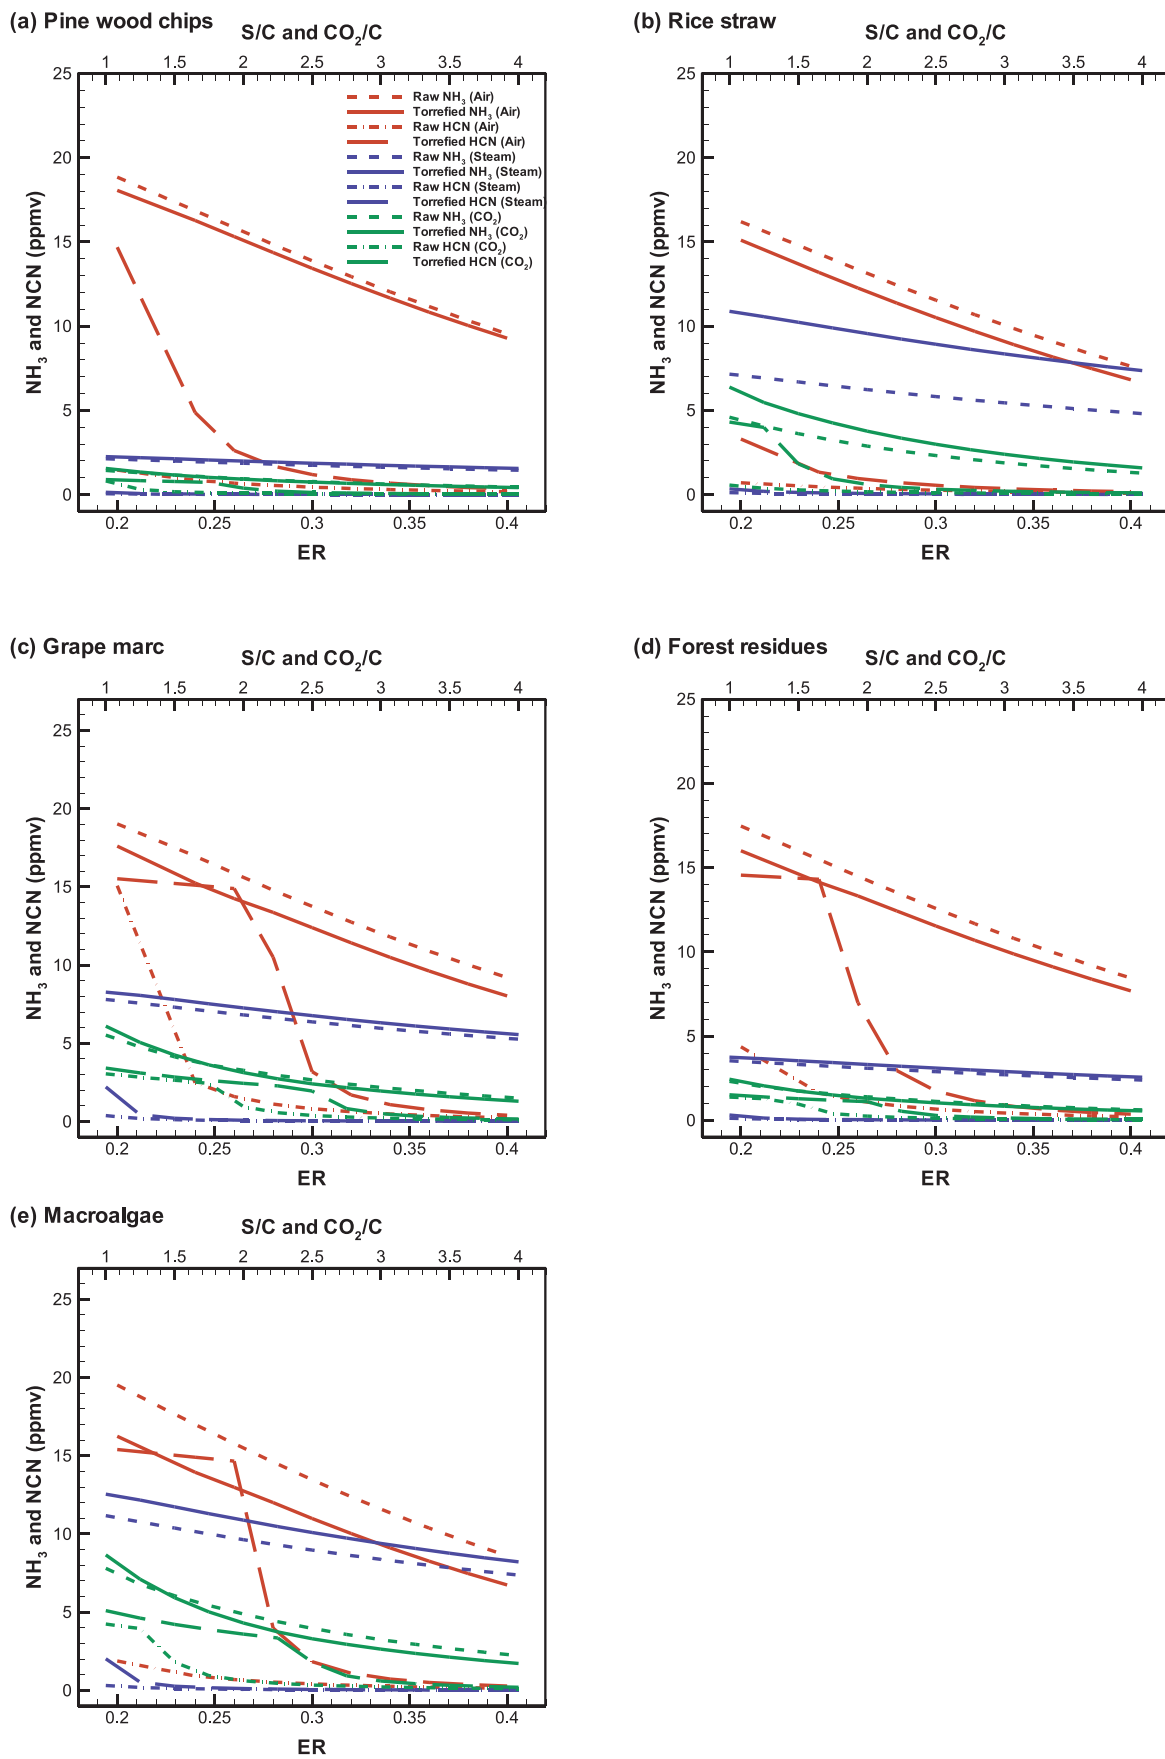 (a) Pine wood chips
S/C and CO₂/C
1 1.5 2 2.5 3 3.5 4
25
20
15
10
5
0
NH₃ and NCN (ppmv)
Raw NH₃ (Air)
Torrefied NH₃ (Air)
Raw HCN (Air)
Torrefied HCN (Air)
Raw NH₃ (Steam)
Torrefied NH₃ (Steam)
Raw HCN (Steam)
Torrefied HCN (Steam)
Raw NH₃ (CO₂)
Torrefied NH₃ (CO₂)
Raw HCN (CO₂)
Torrefied HCN (CO₂)
0.2 0.25 0.3 0.35 0.4
ER
(b) Rice straw
S/C and CO₂/C
1 1.5 2 2.5 3 3.5 4
25
20
15
10
5
0
NH₃ and NCN (ppmv)
0.2 0.25 0.3 0.35 0.4
ER
(c) Grape marc
S/C and CO₂/C
1 1.5 2 2.5 3 3.5 4
25
20
15
10
5
0
NH₃ and NCN (ppmv)
0.2 0.25 0.3 0.35 0.4
ER
(d) Forest residues
S/C and CO₂/C
1 1.5 2 2.5 3 3.5 4
25
20
15
10
5
0
NH₃ and NCN (ppmv)
0.2 0.25 0.3 0.35 0.4
ER
(e) Macroalgae
S/C and CO₂/C
1 1.5 2 2.5 3 3.5 4
25
20
15
10
5
0
NH₃ and NCN (ppmv)
0.2 0.25 0.3 0.35 0.4
ER